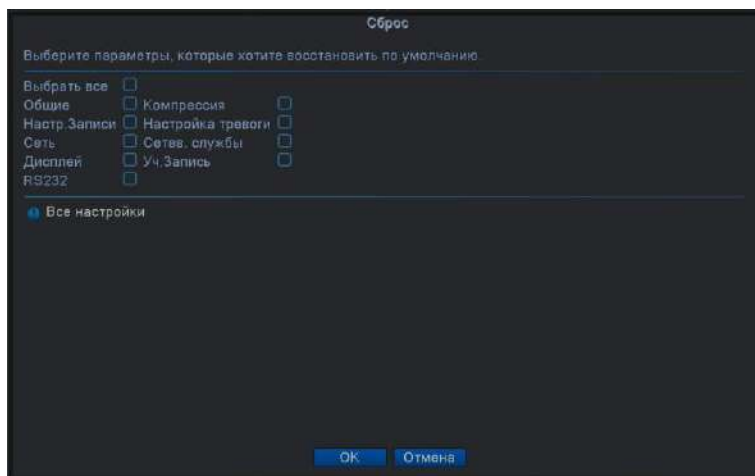 Сброс
Выберите параметры, которые хотите восстановить по умолчанию.
Выбрать все
Общие Компрессия
Настр.Записи Настройка тревоги
Сеть Сетев. службы
Дисплей Уч.Запись
RS232
Все настройки
OK Отмена